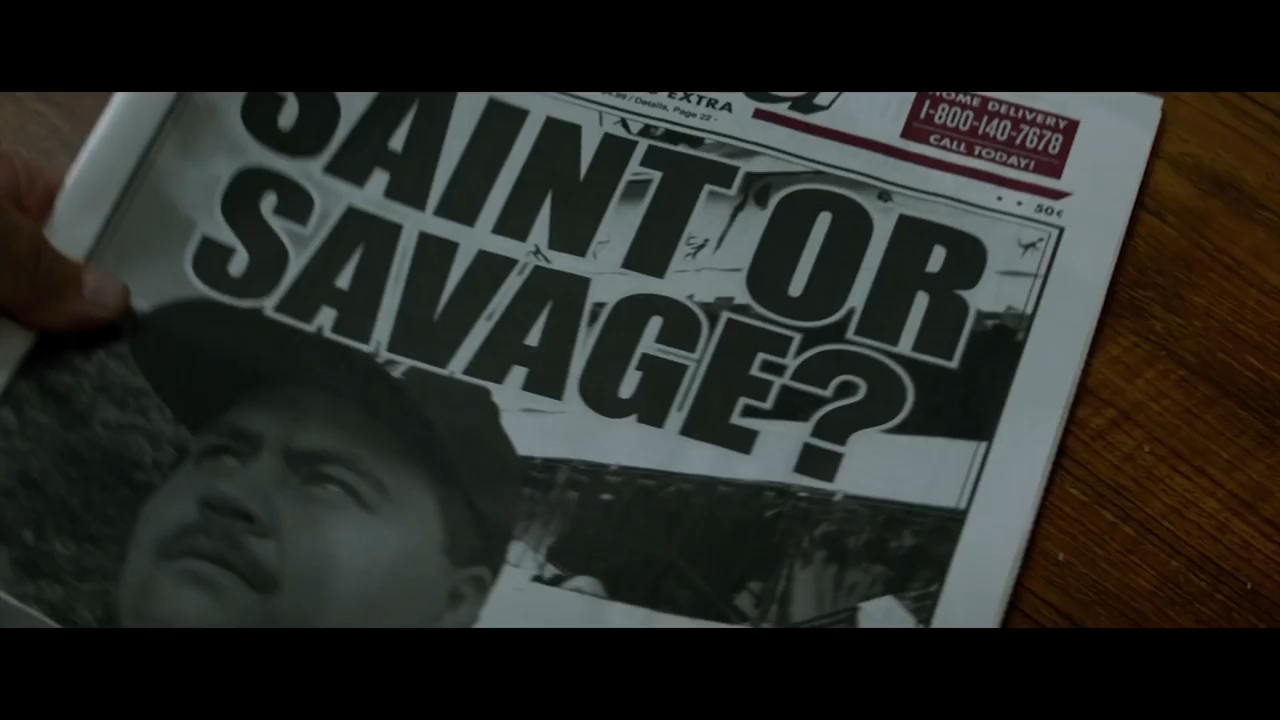 EXTRA
/ Details, Page 22 -
HOME DELIVERY
1-800-140-7678
CALL TODAY!
50¢
SAINT OR
SAVAGE?